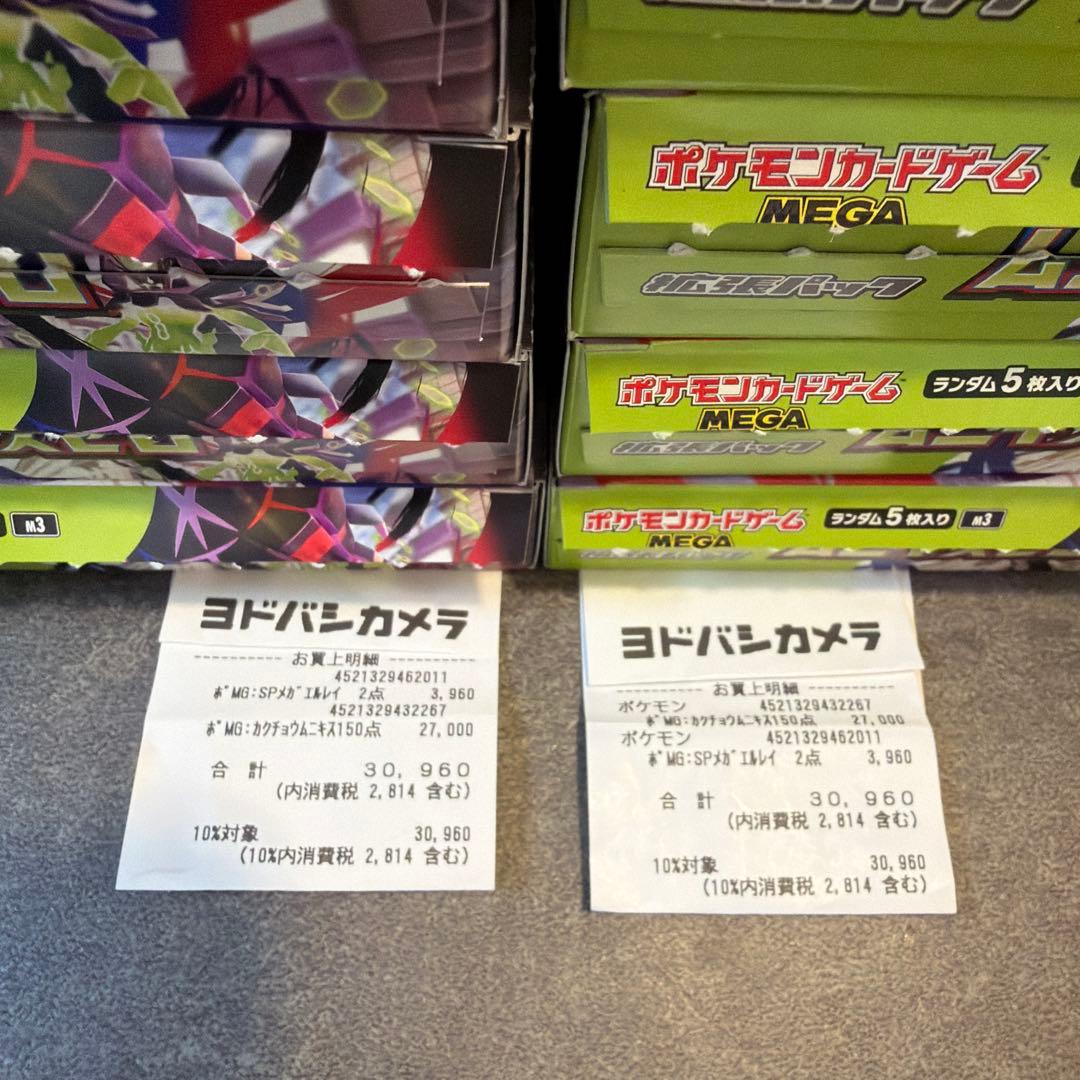 ポケモンカードゲーム
MEGA
拡張パック
ポケモンカードゲーム
MEGA
ランダム5枚入り
拡張パック
M3
ポケモンカードゲーム
MEGA
ランダム5枚入り M3
ヨドバシカメラ
お買上明細
4521329462011
ポMG:SPメガエルレイ 2点 3,960
4521329432267
ポMG:カクチョウムニキス150点 27,000
合計 30,960
(内消費税 2,814 含む)
10%対象 30,960
(10%内消費税 2,814 含む)
ヨドバシカメラ
お買上明細
ポケモン 4521329432267
ポMG:カクチョウムニキス150点 27,000
ポケモン 4521329462011
ポMG:SPメガエルレイ 2点 3,960
合計 30,960
(内消費税 2,814 含む)
10%対象 30,960
(10%内消費税 2,814 含む)